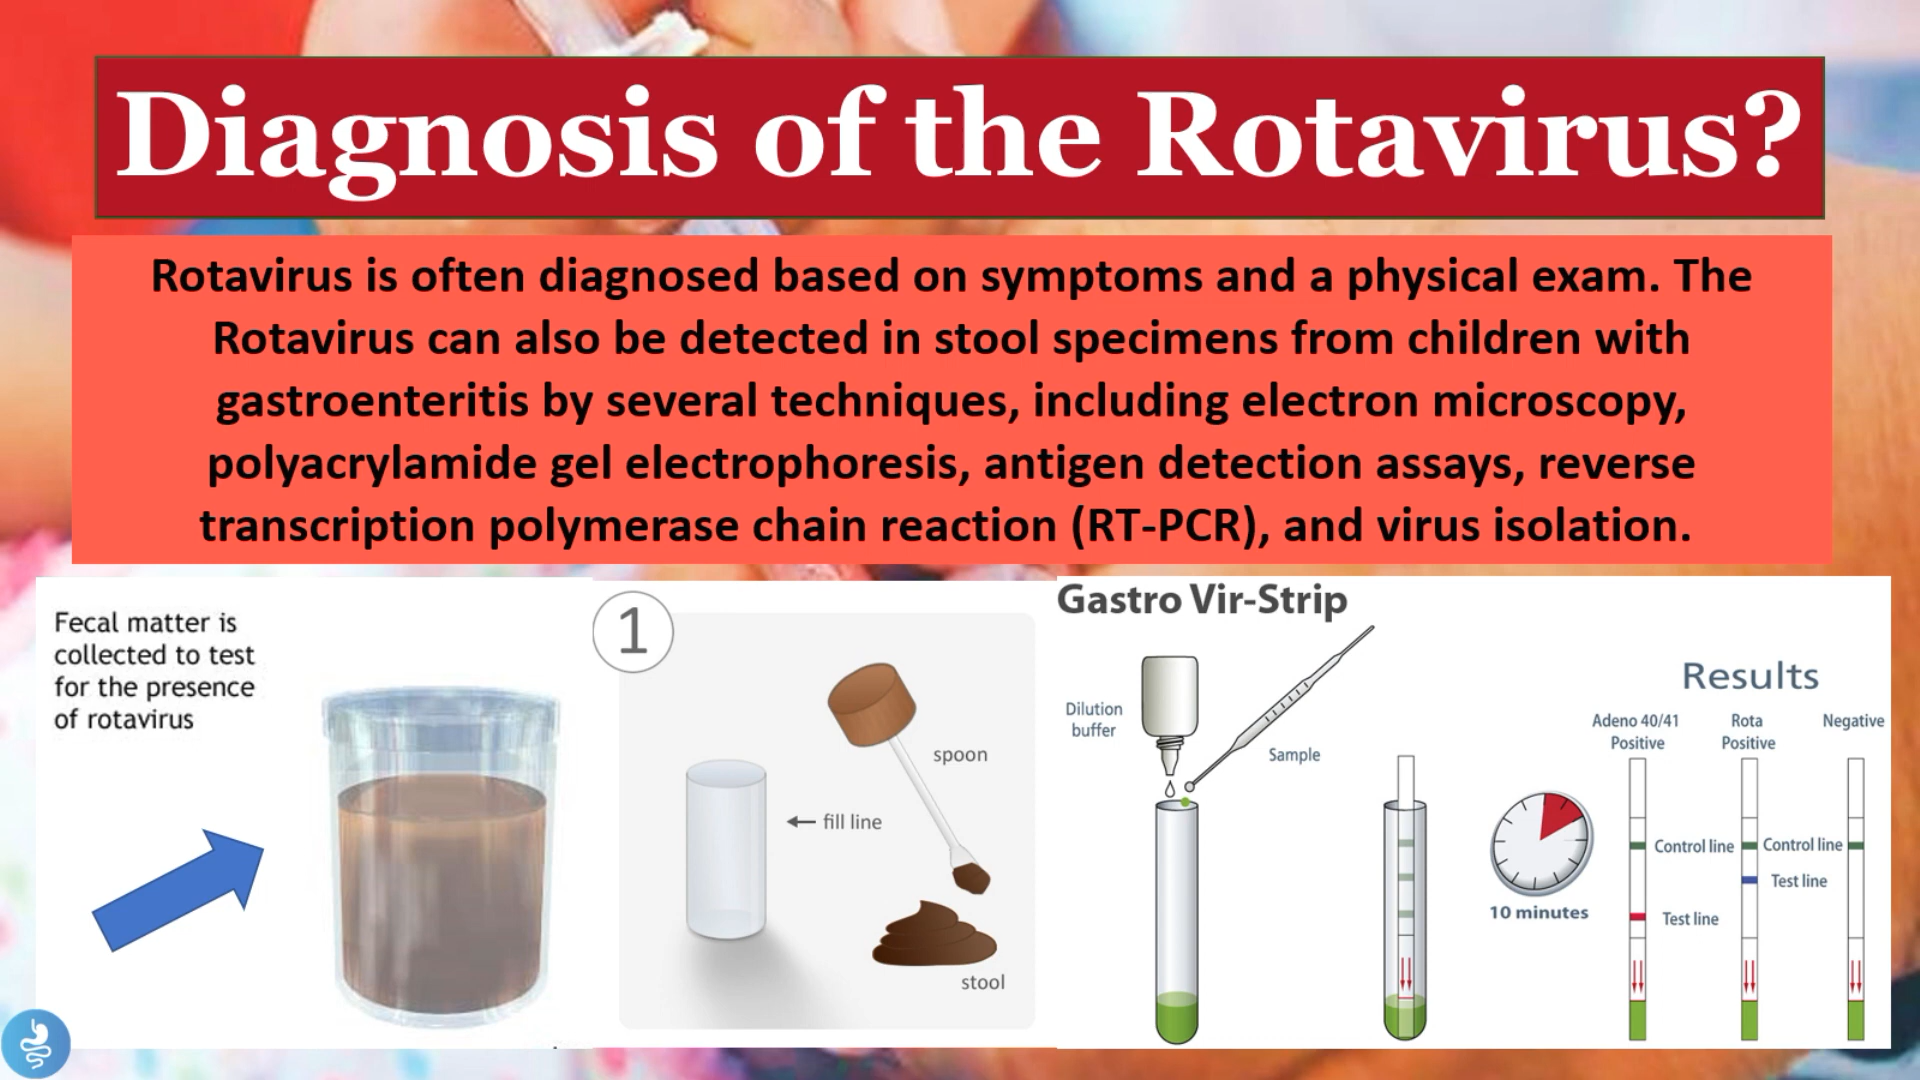 Diagnosis of the Rotavirus?
Rotavirus is often diagnosed based on symptoms and a physical exam. The
Rotavirus can also be detected in stool specimens from children with
gastroenteritis by several techniques, including electron microscopy,
polyacrylamide gel electrophoresis, antigen detection assays, reverse
transcription polymerase chain reaction (RT-PCR), and virus isolation.
Fecal matter is
collected to test
for the presence
of rotavirus
1
spoon
fill line
stool
Gastro Vir-Strip
Dilution
buffer
Sample
10 minutes
Results
Adeno 40/41
Positive
Rota
Positive
Negative
Control line
Control line
Test line
Test line